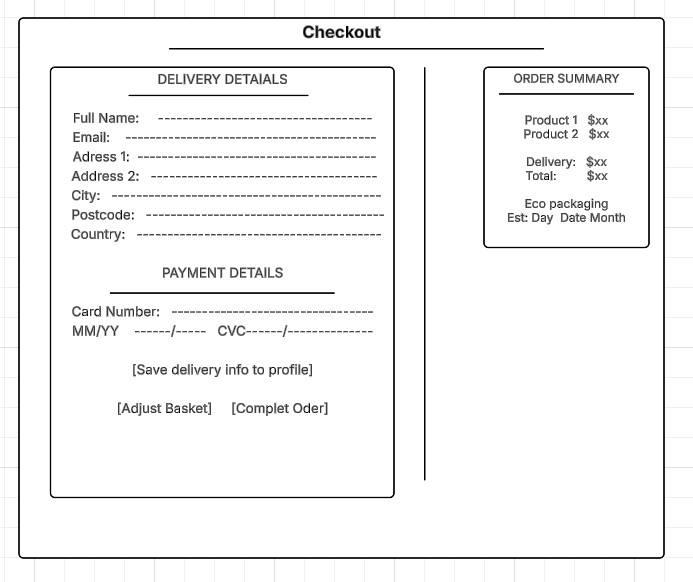 Checkout
DELIVERY DETAIALS
Full Name: ------------------------------------
Email: ------------------------------------------
Adress 1: ----------------------------------------
Address 2: --------------------------------------
City: ---------------------------------------------
Postcode: ----------------------------------------
Country: -----------------------------------------
PAYMENT DETAILS
Card Number: ----------------------------------
MM/YY ------/----- CVC------/--------------
[Save delivery info to profile]
[Adjust Basket] [Complet Oder]
ORDER SUMMARY
Product 1 $xx
Product 2 $xx
Delivery: $xx
Total: $xx
Eco packaging
Est: Day Date Month